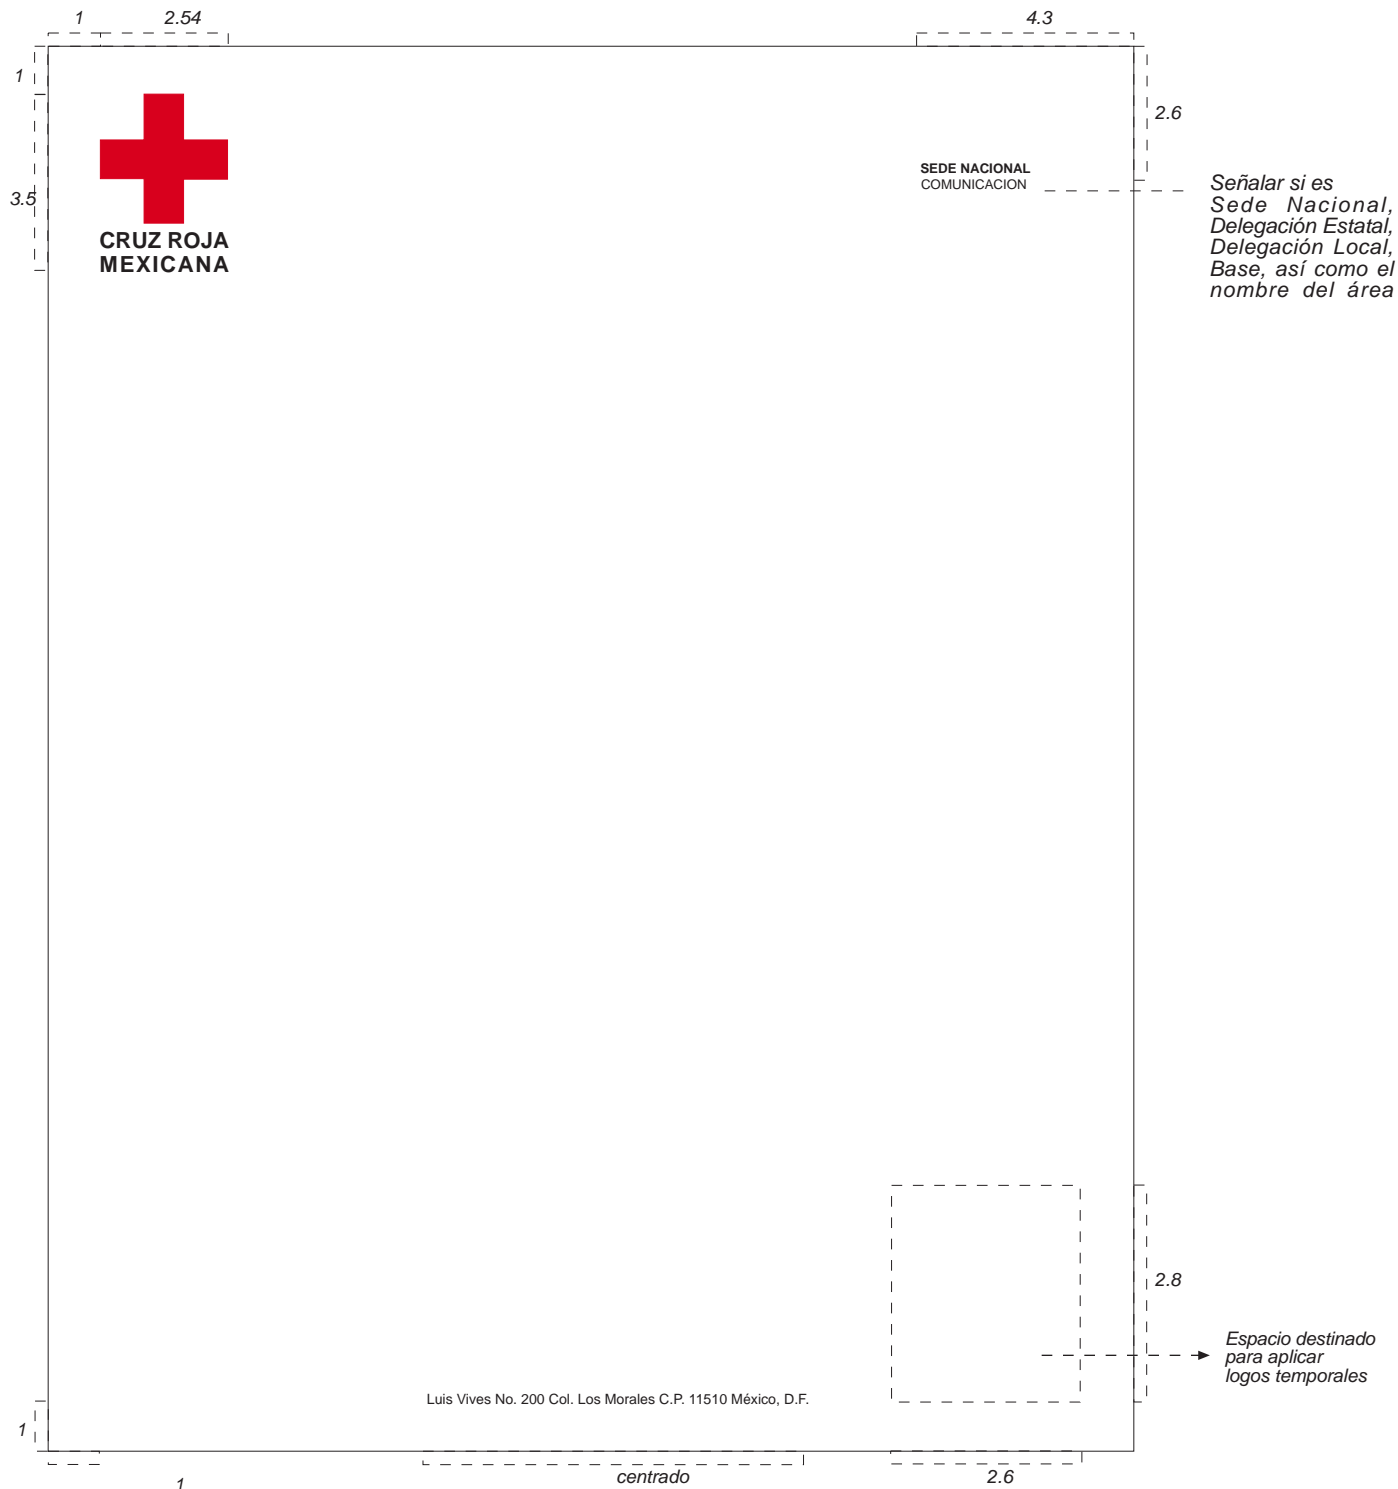 1
2.54
4.3
1
3.5
2.6
CRUZ ROJA
MEXICANA
SEDE NACIONAL
COMUNICACION
Señalar si es
Sede Nacional,
Delegación Estatal,
Delegación Local,
Base, así como el
nombre del área
2.8
Espacio destinado
para aplicar
logos temporales
Luis Vives No. 200 Col. Los Morales C.P. 11510 México, D.F.
1
1
centrado
2.6